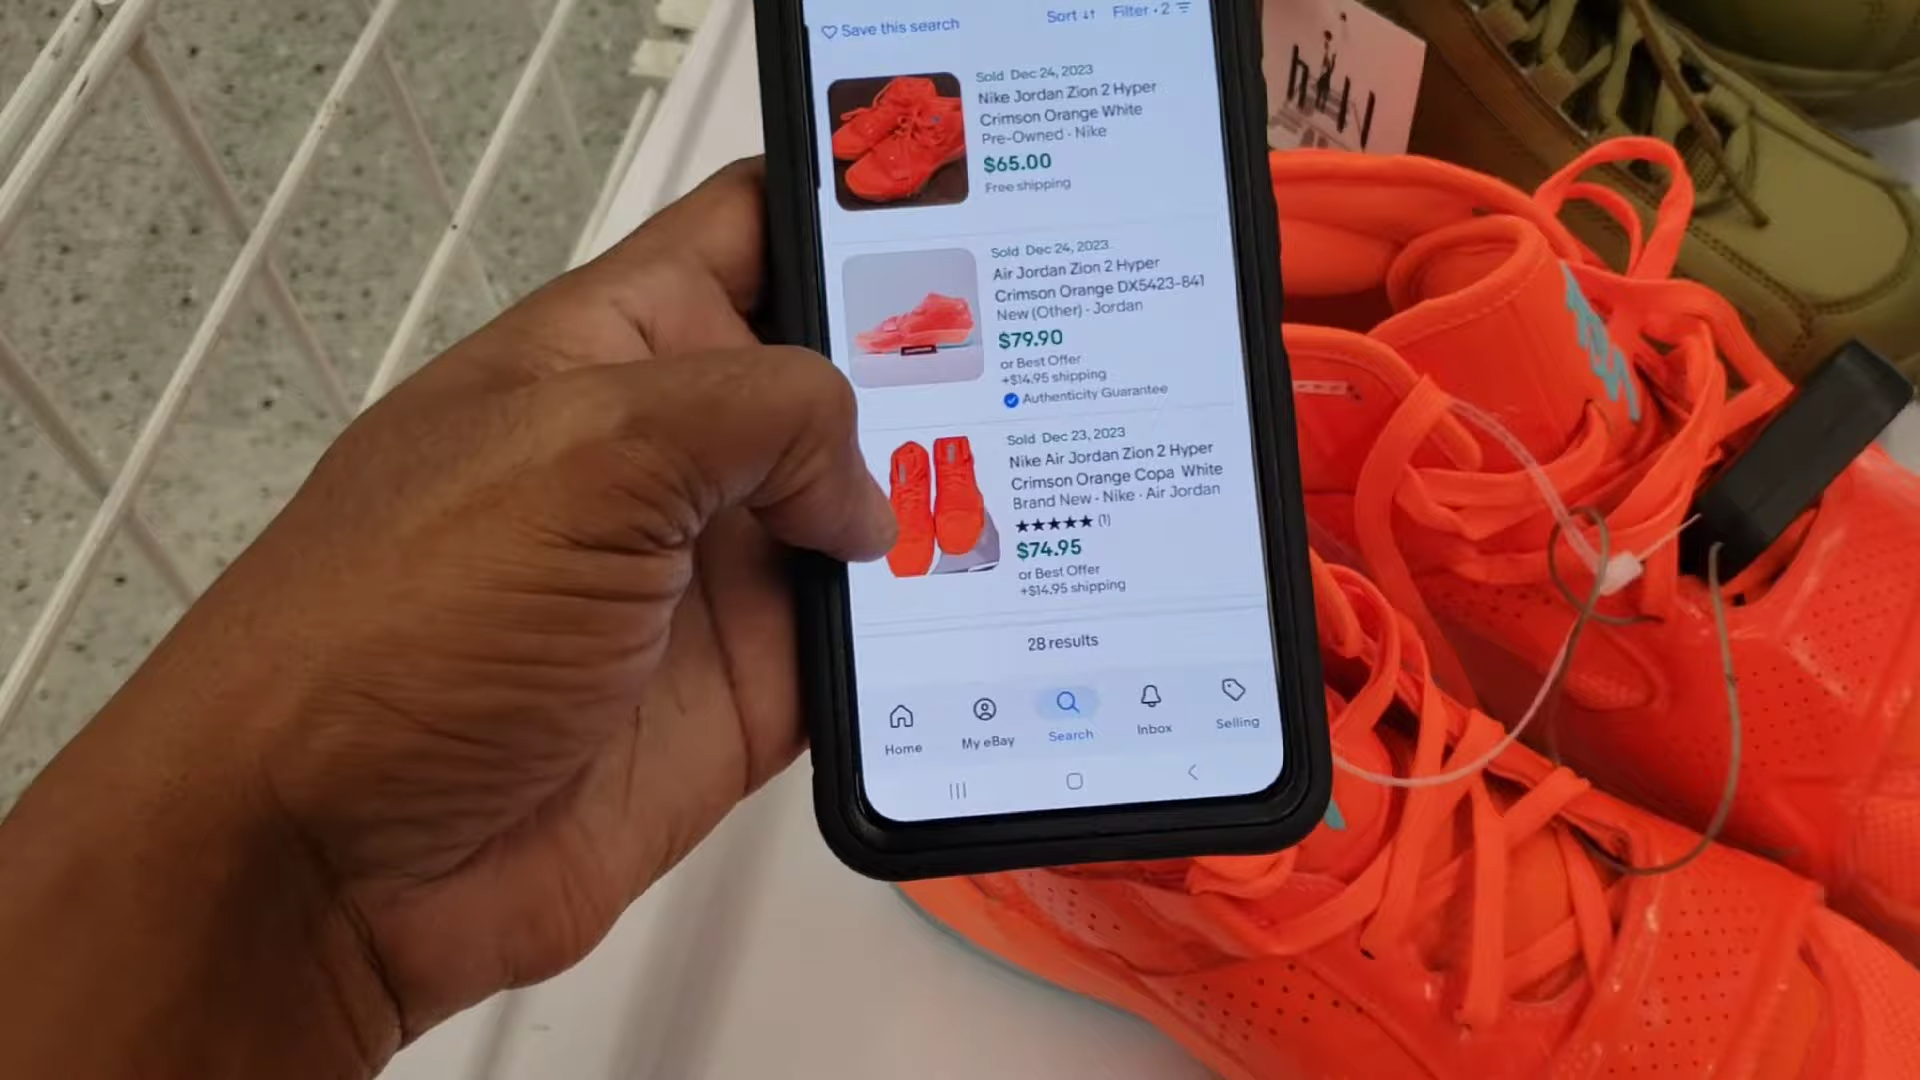 Save this search
Sort
Filter • 2
Sold Dec 24, 2023
Nike Jordan Zion 2 Hyper
Crimson Orange White
Pre-Owned · Nike
$65.00
Free shipping
Sold Dec 24, 2023
Air Jordan Zion 2 Hyper
Crimson Orange DX5423-841
New (Other) · Jordan
$79.90
or Best Offer
+$14.95 shipping
Authenticity Guarantee
Sold Dec 23, 2023
Nike Air Jordan Zion 2 Hyper
Crimson Orange Copa White
Brand New · Nike · Air Jordan
★★★★★ (1)
$74.95
or Best Offer
+$14.95 shipping
28 results
Home
My eBay
Search
Inbox
Selling